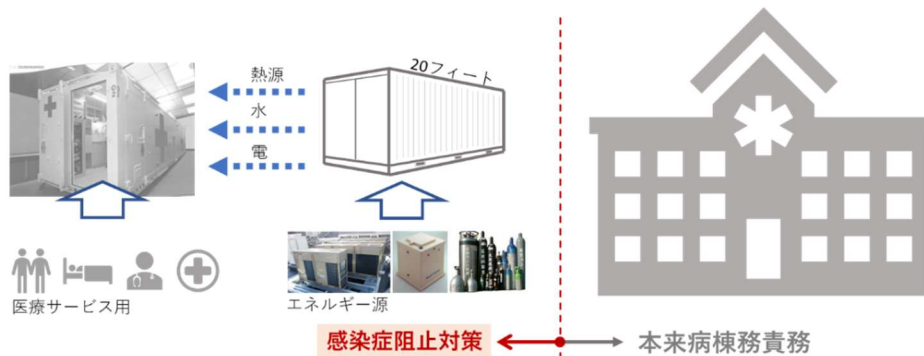 20フィート
熱源
水
電
医療サービス用
エネルギー源
感染症阻止対策
本来病棟務責務